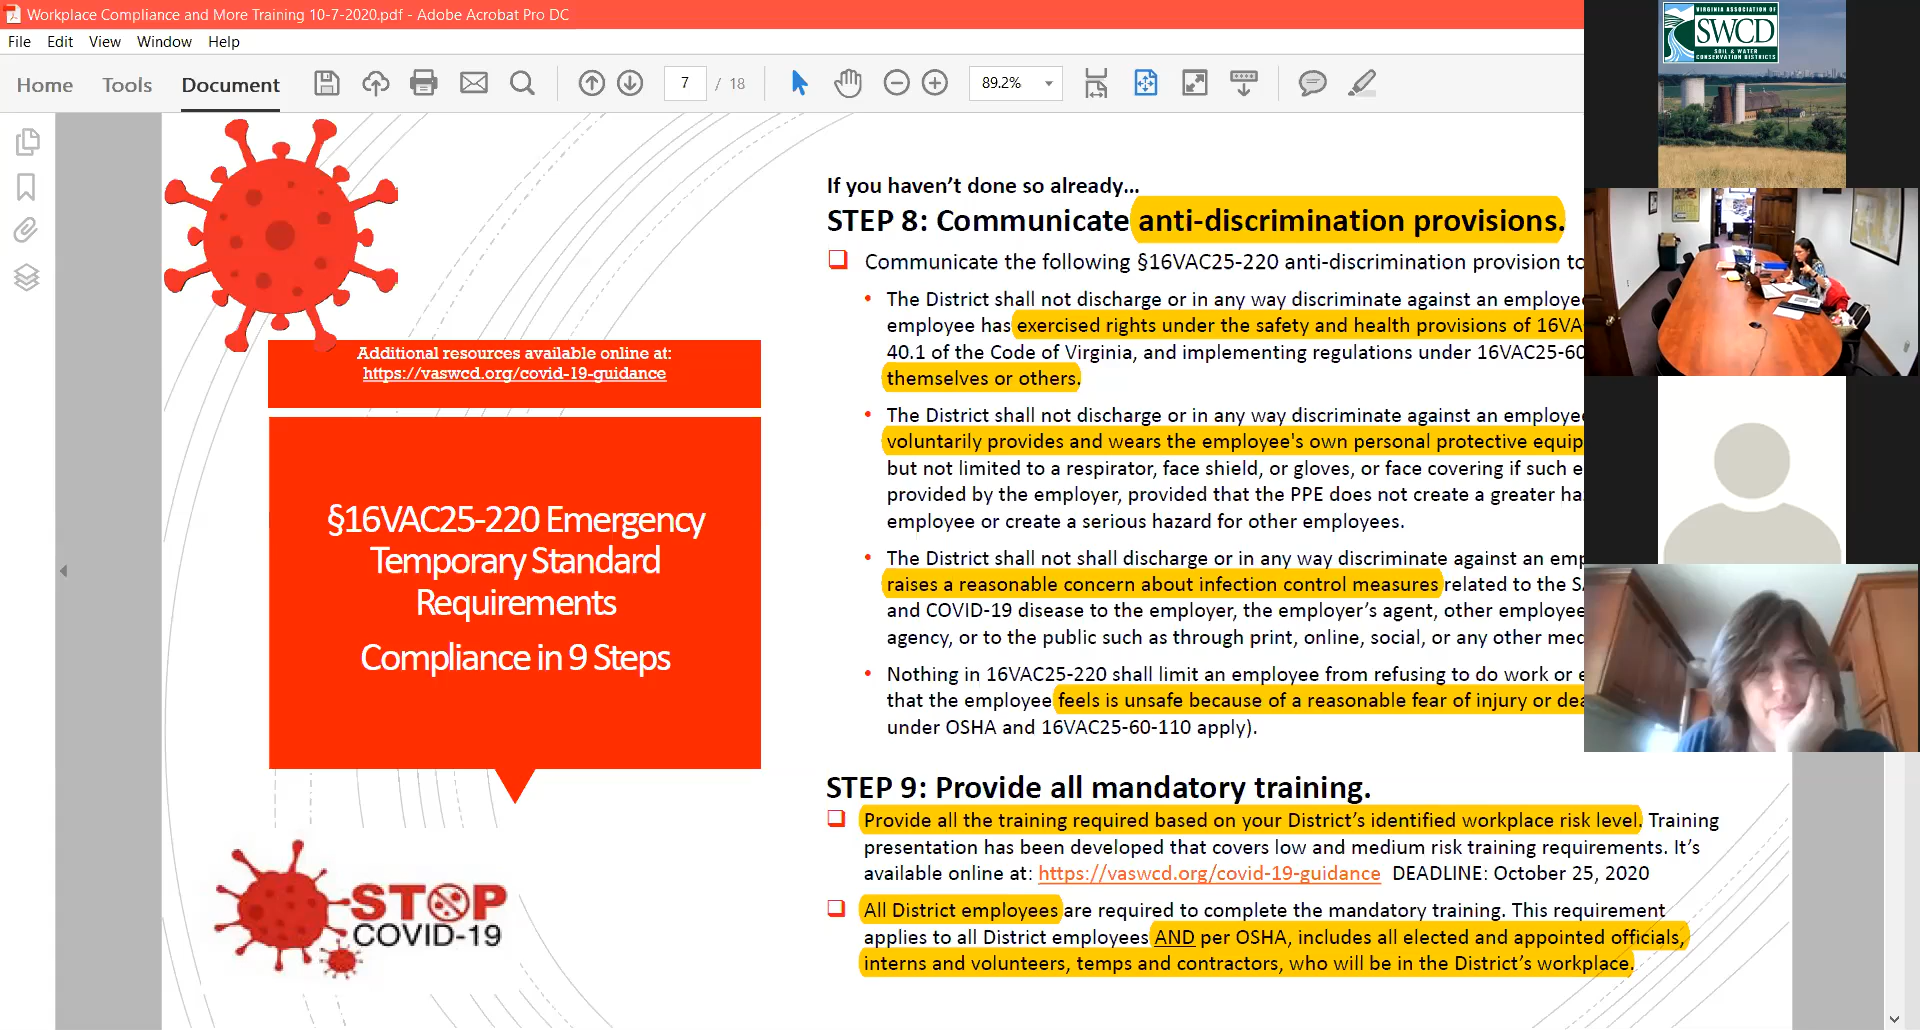 Workplace Compliance and More Training 10-7-2020.pdf - Adobe Acrobat Pro DC
File Edit View Window Help
Home Tools Document 7 / 18 89.2%
VIRGINIA ASSOCIATION OF
SWCD
SOIL & WATER
CONSERVATION DISTRICTS
Additional resources available online at:
https://vaswcd.org/covid-19-guidance
§16VAC25-220 Emergency
Temporary Standard
Requirements
Compliance in 9 Steps
STOP
COVID-19
If you haven't done so already...
STEP 8: Communicate anti-discrimination provisions.
❑ Communicate the following §16VAC25-220 anti-discrimination provision to
• The District shall not discharge or in any way discriminate against an employe
employee has exercised rights under the safety and health provisions of 16VA
40.1 of the Code of Virginia, and implementing regulations under 16VAC25-60
themselves or others.
• The District shall not discharge or in any way discriminate against an employe
voluntarily provides and wears the employee's own personal protective equip
but not limited to a respirator, face shield, or gloves, or face covering if such e
provided by the employer, provided that the PPE does not create a greater ha
employee or create a serious hazard for other employees.
• The District shall not shall discharge or in any way discriminate against an emp
raises a reasonable concern about infection control measures related to the SA
and COVID-19 disease to the employer, the employer's agent, other employee
agency, or to the public such as through print, online, social, or any other med
• Nothing in 16VAC25-220 shall limit an employee from refusing to do work or e
that the employee feels is unsafe because of a reasonable fear of injury or dea
under OSHA and 16VAC25-60-110 apply).
STEP 9: Provide all mandatory training.
❑ Provide all the training required based on your District's identified workplace risk level. Training
presentation has been developed that covers low and medium risk training requirements. It's
available online at: https://vaswcd.org/covid-19-guidance DEADLINE: October 25, 2020
❑ All District employees are required to complete the mandatory training. This requirement
applies to all District employees AND per OSHA, includes all elected and appointed officials,
interns and volunteers, temps and contractors, who will be in the District's workplace.